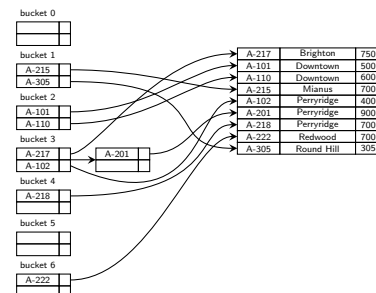 bucket 0
bucket 1
A-215
A-305
bucket 2
A-101
A-110
bucket 3
A-217
A-102
A-201
bucket 4
A-218
bucket 5
bucket 6
A-222
A-217 Brighton 750
A-101 Downtown 500
A-110 Downtown 600
A-215 Mianus 700
A-102 Perryridge 400
A-201 Perryridge 900
A-218 Perryridge 700
A-222 Redwood 700
A-305 Round Hill 305